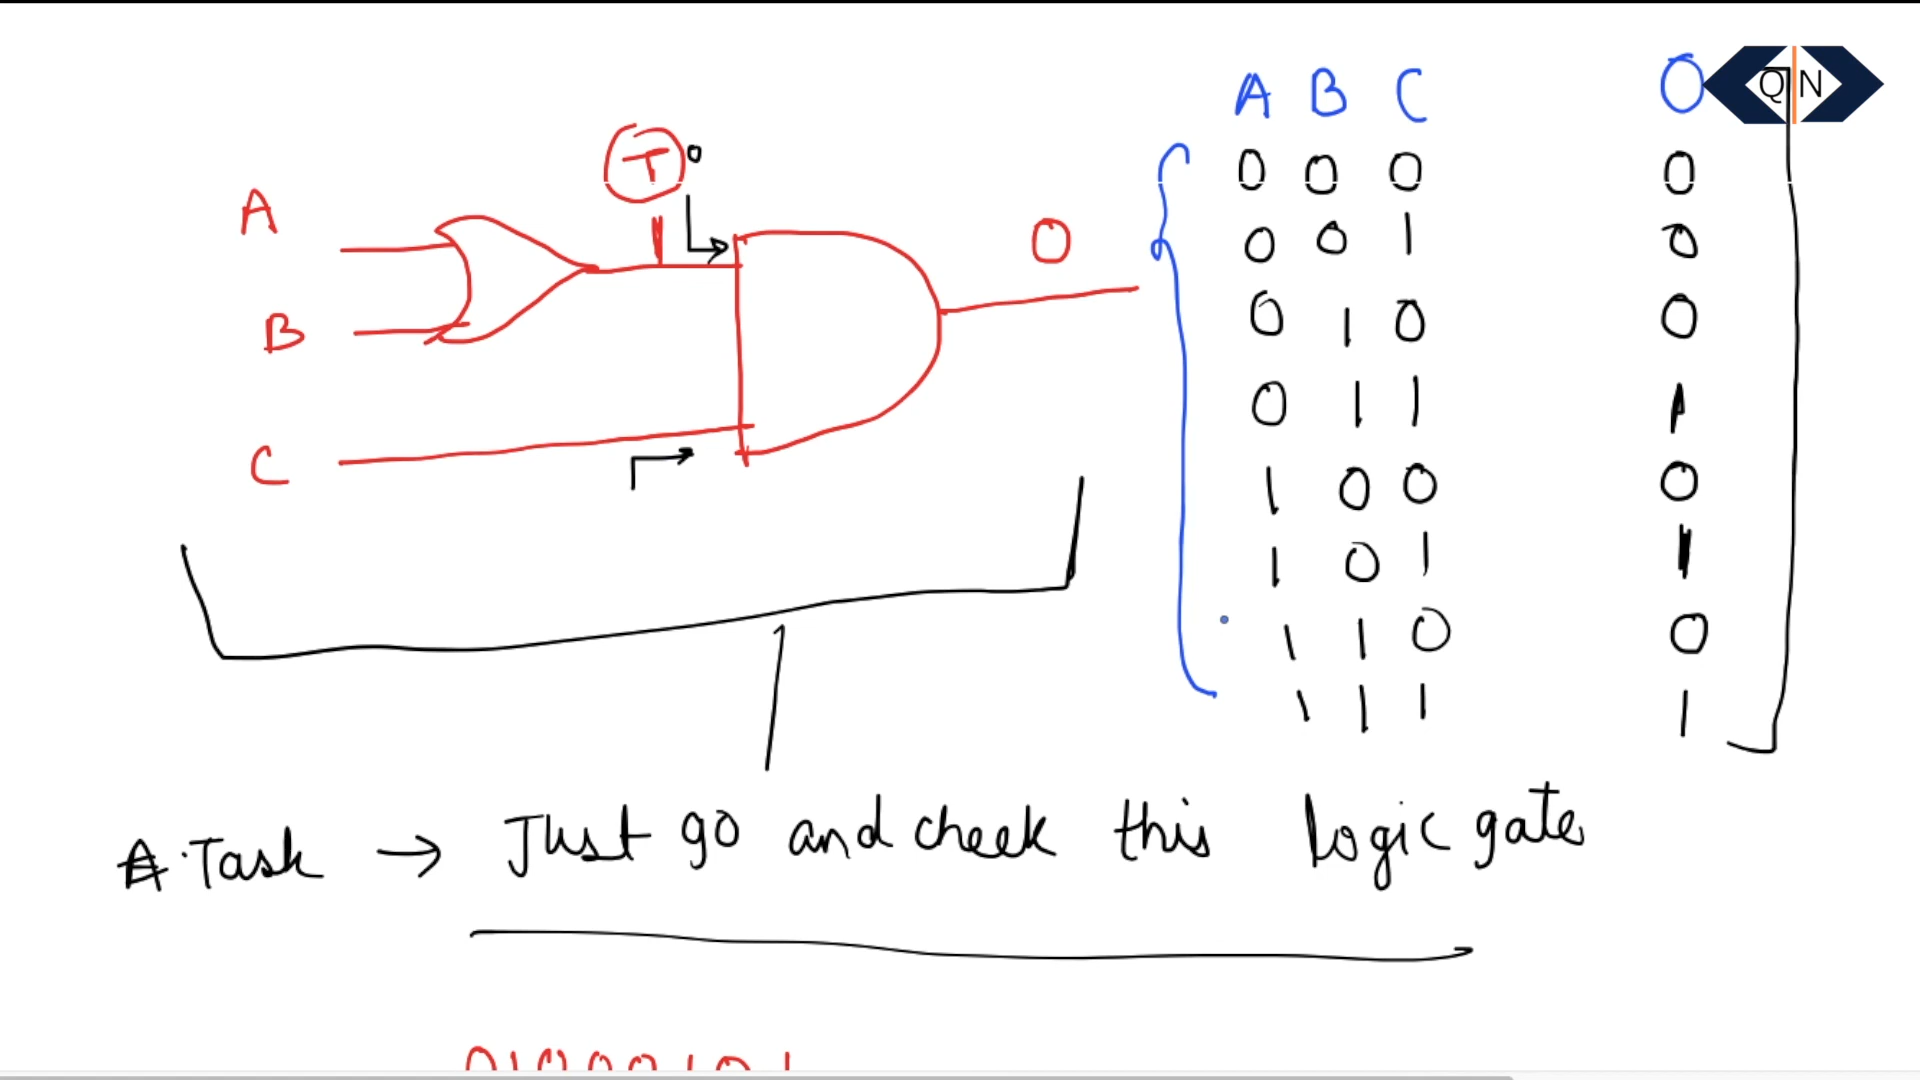 A
B
C
T
0
O
A B C O
0 0 0 0
0 0 1 0
0 1 0 0
0 1 1 1
1 0 0 0
1 0 1 1
1 1 0 0
1 1 1 1
Q N
Task → Just go and check this logic gate